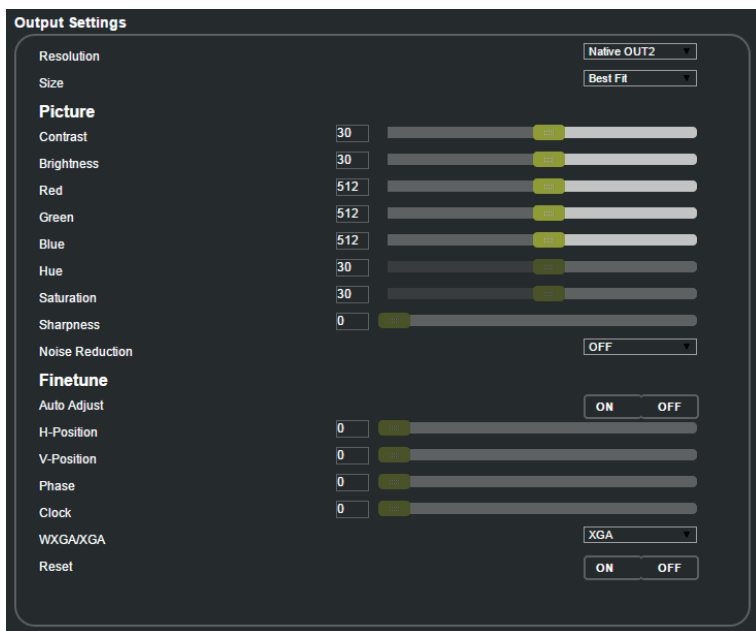 Output Settings
Resolution Native OUT2
Size Best Fit
Picture
Contrast 30
Brightness 30
Red 512
Green 512
Blue 512
Hue 30
Saturation 30
Sharpness 0
Noise Reduction OFF
Finetune
Auto Adjust ON OFF
H-Position 0
V-Position 0
Phase 0
Clock 0
WXGA/XGA XGA
Reset ON OFF